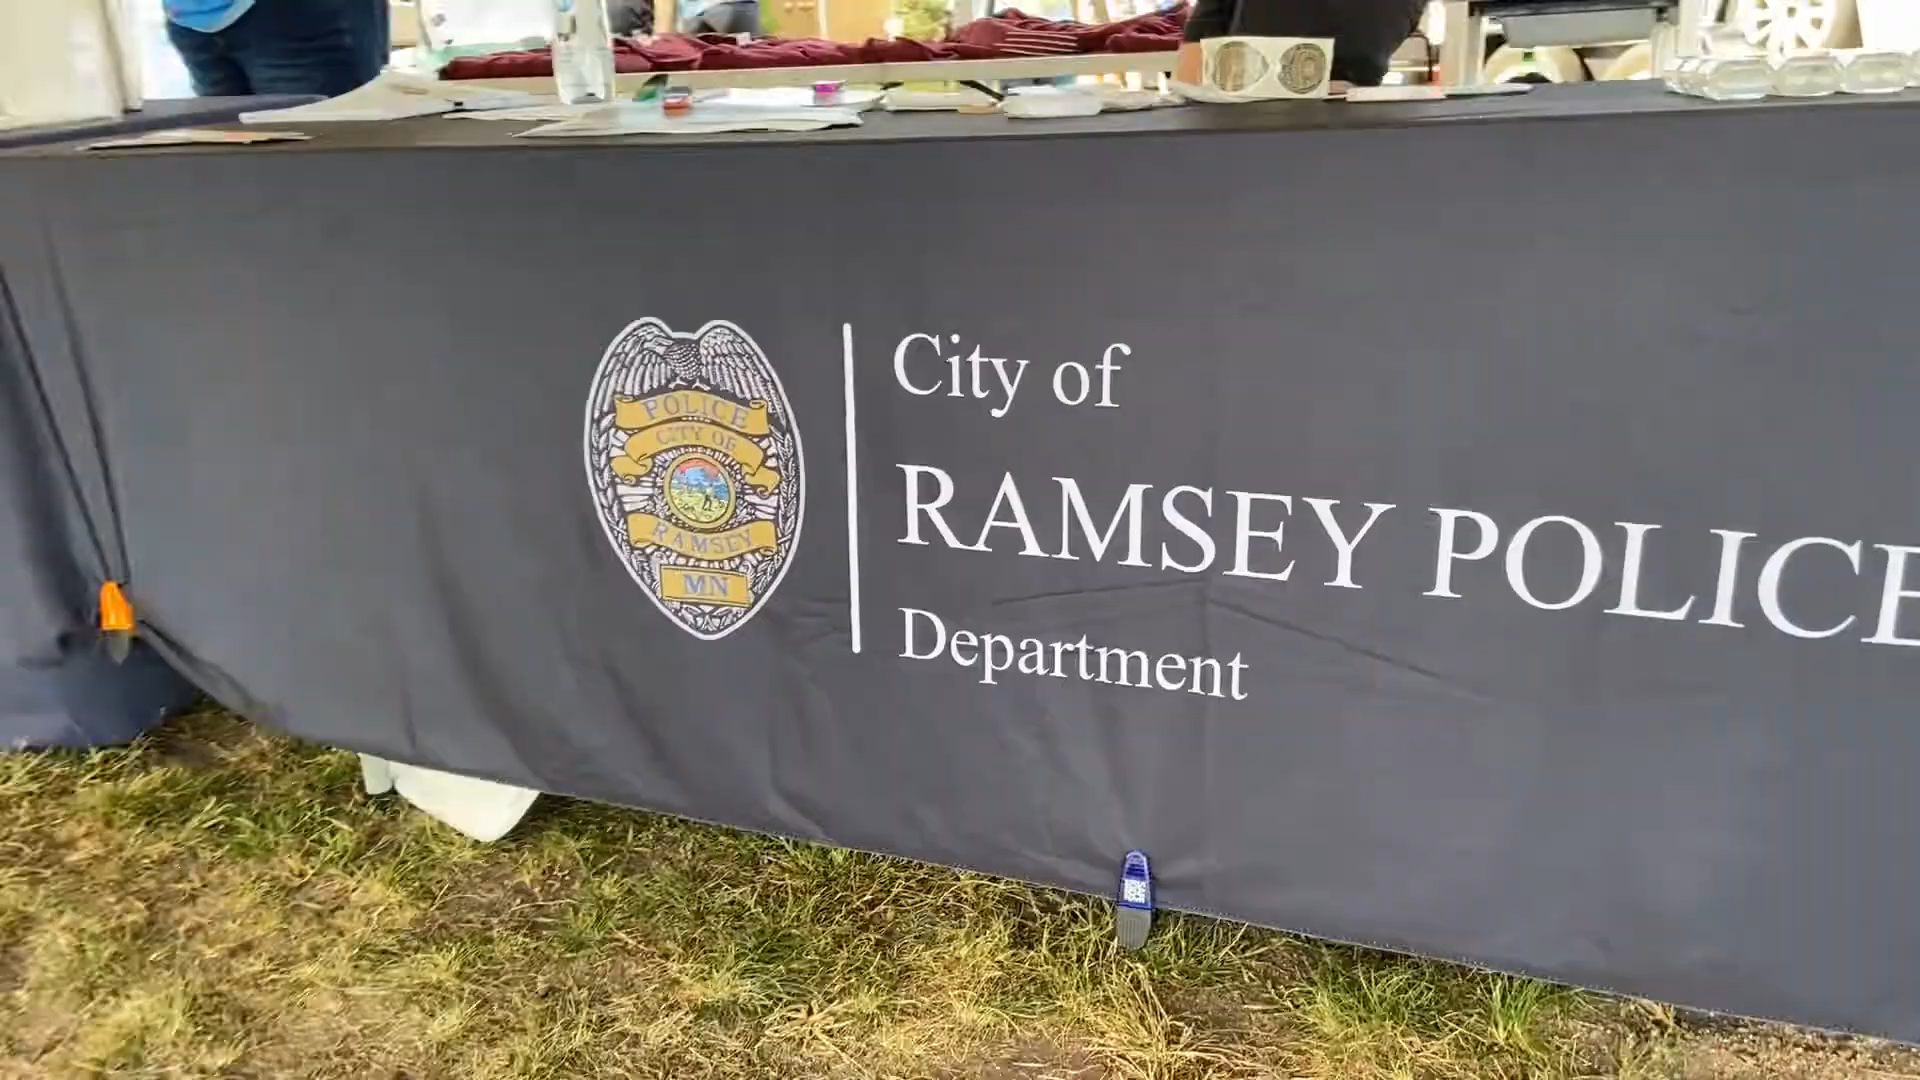 POLICE
CITY OF
RAMSEY
MN
City of
RAMSEY POLICE
Department